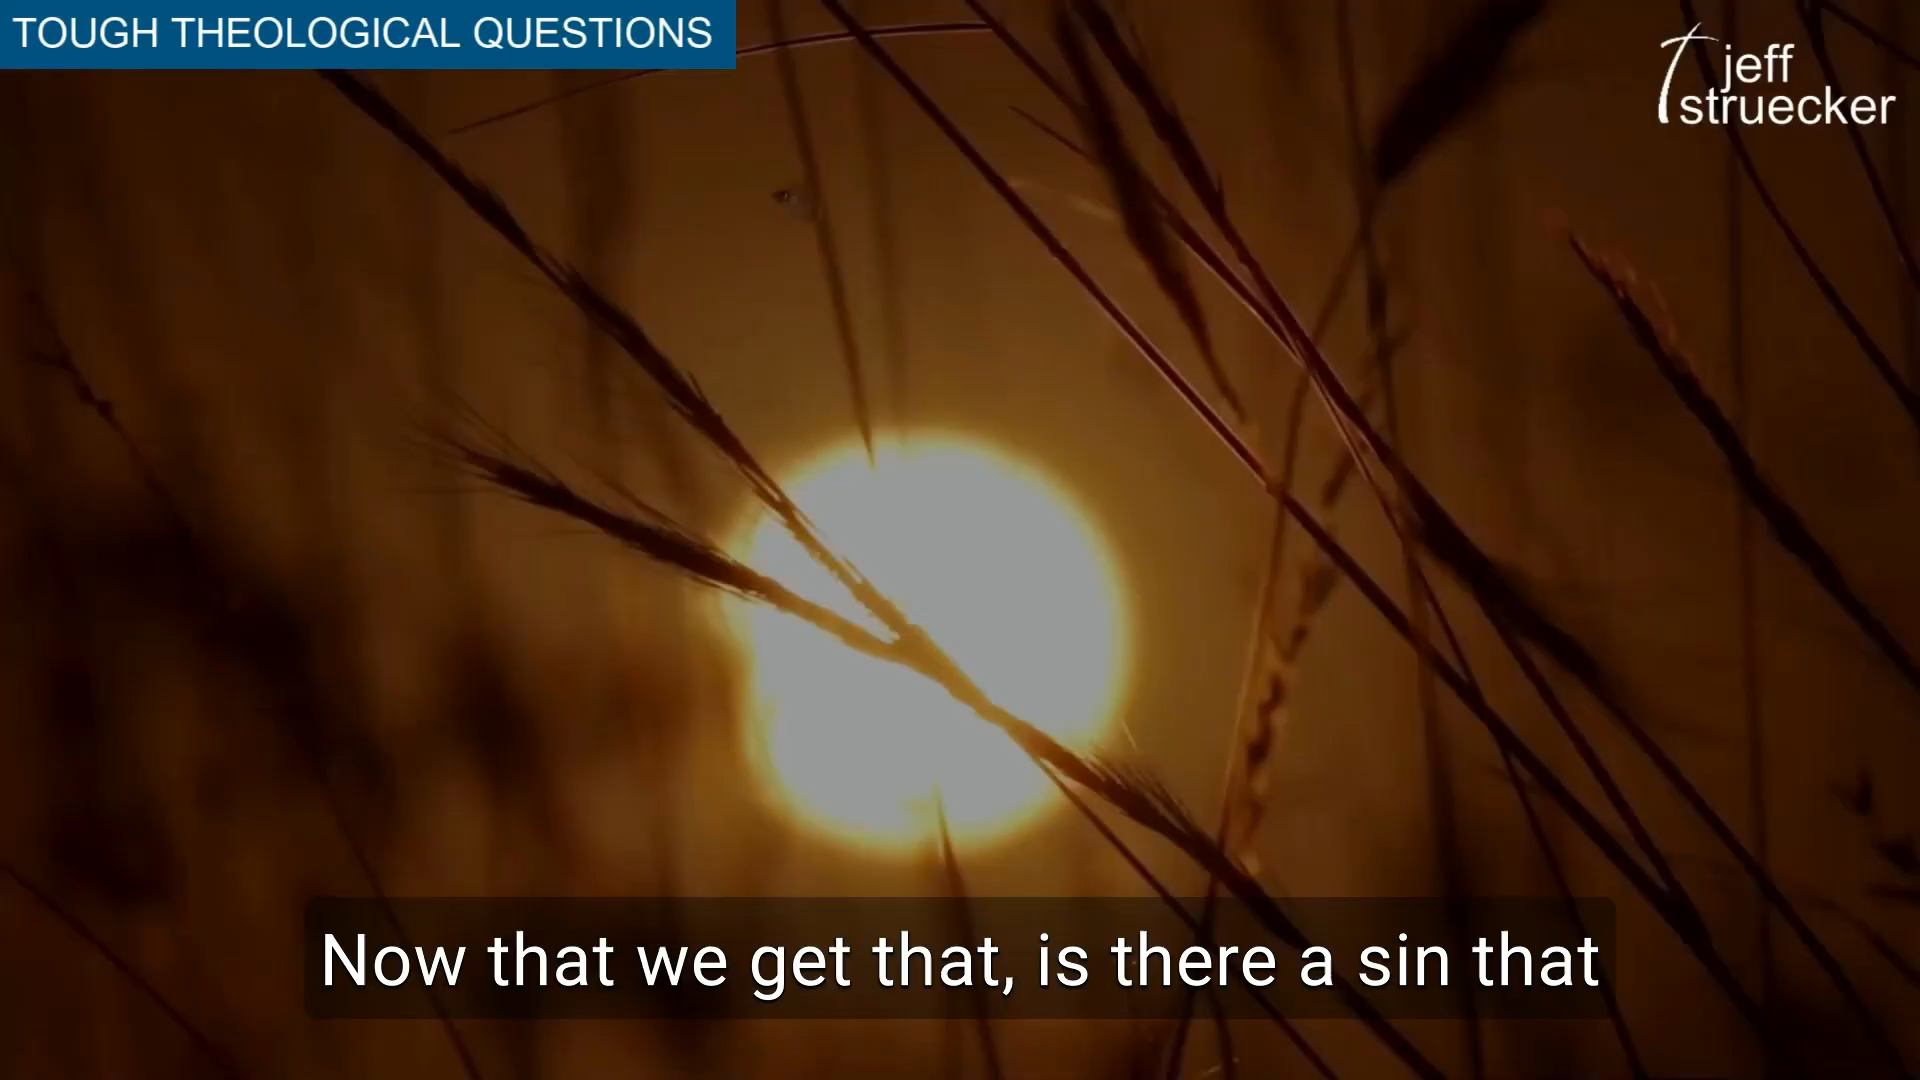 TOUGH THEOLOGICAL QUESTIONS
jeff
struecker
Now that we get that, is there a sin that